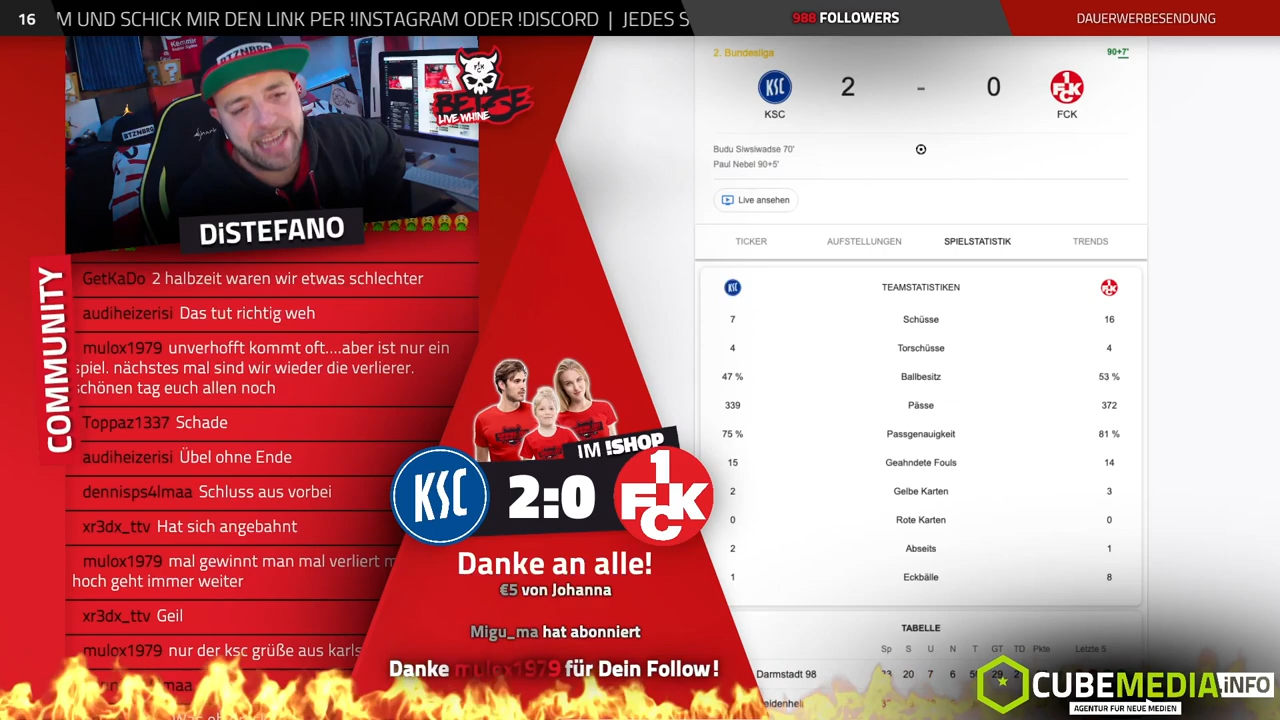 16
M UND SCHICK MIR DEN LINK PER !INSTAGRAM ODER !DISCORD | JEDES S
988 FOLLOWERS
DAUERWERBESENDUNG
BTZNBRG
BTZNBRG
BETZE
LIVE WHINE
DiSTEFANO
COMMUNITY
GetKaDo 2 halbzeit waren wir etwas schlechter
audiheizerisi Das tut richtig weh
mulox1979 unverhofft kommt oft....aber ist nur ein
spiel. nächstes mal sind wir wieder die verlierer.
schönen tag euch allen noch
Toppaz1337 Schade
audiheizerisi Übel ohne Ende
dennisps4lmaa Schluss aus vorbei
xr3dx_ttv Hat sich angebahnt
mulox1979 mal gewinnt man mal verliert m
hoch geht immer weiter
xr3dx_ttv Geil
mulox1979 nur der ksc grüße aus karls
IM !SHOP
KSC 2:0 1 FCK
Danke an alle!
€5 von Johanna
Migu_ma hat abonniert
Danke mulox1979 für Dein Follow!
2. Bundesliga 90+7'
KSC 2 - 0 1 FCK
KSC FCK
Budu Siwsiwadse 70'
Paul Nebel 90+5'
Live ansehen
TICKER AUFSTELLUNGEN SPIELSTATISTIK TRENDS
KSC TEAMSTATISTIKEN
7 Schüsse 16
4 Torschüsse 4
47 % Ballbesitz 53 %
339 Pässe 372
75 % Passgenauigkeit 81 %
15 Geahndete Fouls 14
2 Gelbe Karten 3
0 Rote Karten 0
2 Abseits 1
1 Eckbälle 8
TABELLE
Sp S U N T GT TD Pkte Letzte 5
Darmstadt 98 20 7 6
CUBEMEDIA.INFO
AGENTUR FÜR NEUE MEDIEN